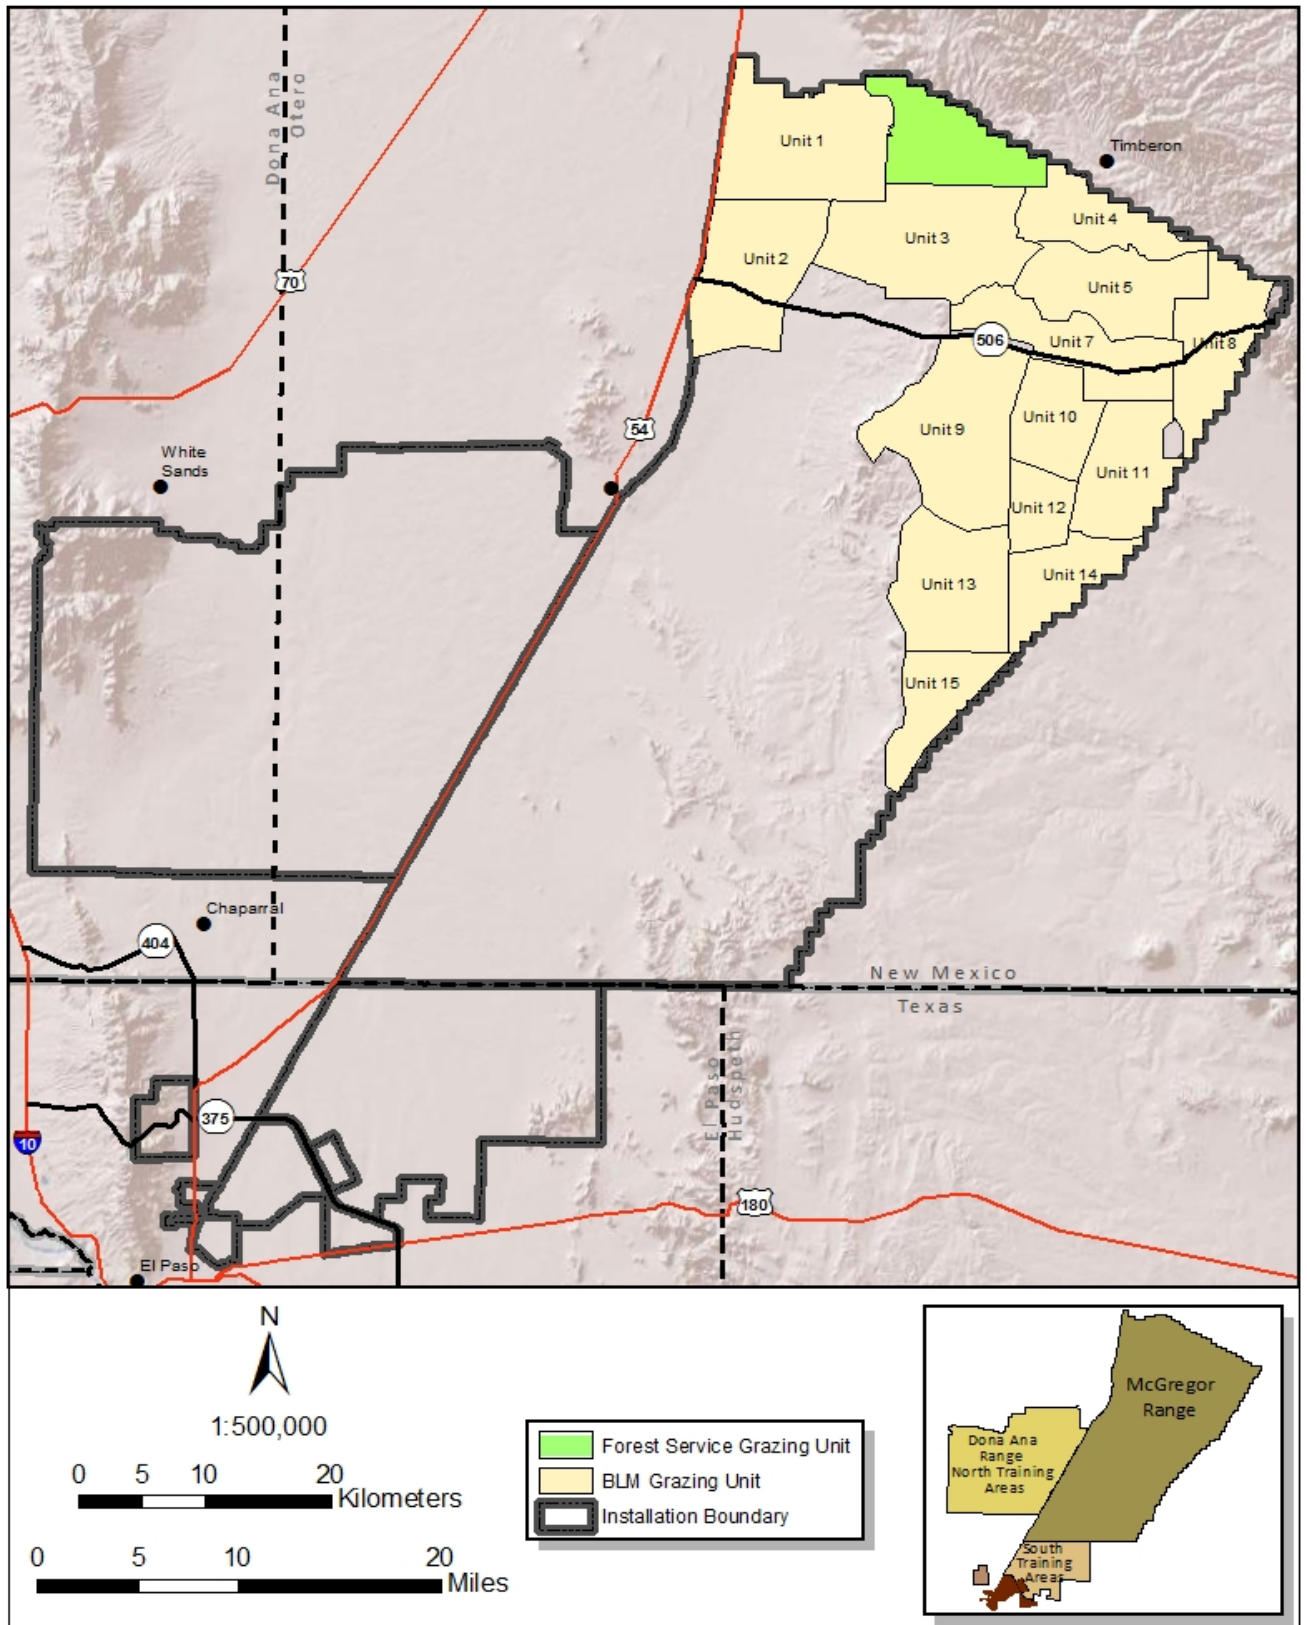 Dona Ana
Otero
Unit 1
Timberon
Unit 4
Unit 3
Unit 2
70
Unit 5
506
Unit 7
Unit 8
54
Unit 10
Unit 9
White
Sands
Unit 11
Unit 12
Unit 14
Unit 13
Unit 15
Chaparral
404
New Mexico
Texas
El Paso
Hudspeth
375
10
180
El Paso
N
1:500,000
0 5 10 20
Kilometers
0 5 10 20
Miles
Forest Service Grazing Unit
BLM Grazing Unit
Installation Boundary
McGregor
Range
Dona Ana
Range
North Training
Areas
South
Training
Areas